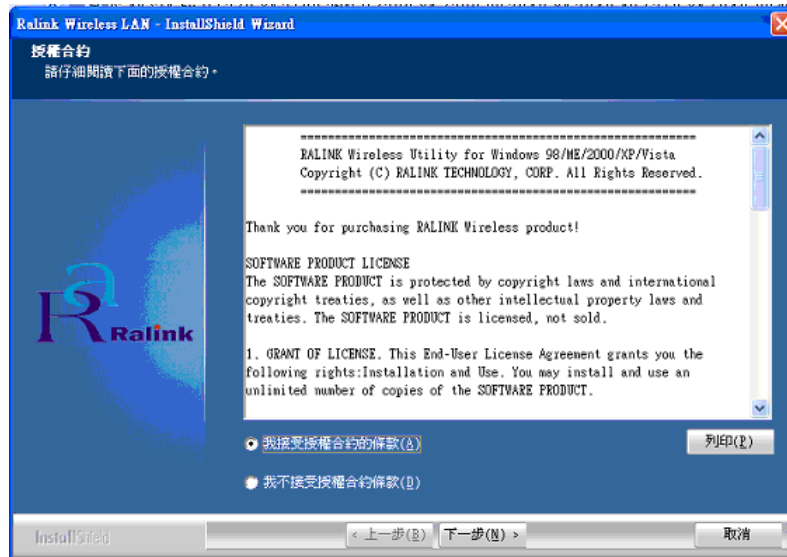 Ralink Wireless LAN - InstallShield Wizard
授權合約
請仔細閱讀下面的授權合約。
========================================================
RALINK Wireless Utility for Windows 98/ME/2000/XP/Vista
Copyright (C) RALINK TECHNOLOGY, CORP. All Rights Reserved.
========================================================
Thank you for purchasing RALINK Wireless product!
SOFTWARE PRODUCT LICENSE
The SOFTWARE PRODUCT is protected by copyright laws and international
copyright treaties, as well as other intellectual property laws and
treaties. The SOFTWARE PRODUCT is licensed, not sold.
1. GRANT OF LICENSE. This End-User License Agreement grants you the
following rights:Installation and Use. You may install and use an
unlimited number of copies of the SOFTWARE PRODUCT.
Ralink
我接受授權合約的條款(A)
列印(P)
我不接受授權合約條款(D)
InstallShield
< 上一步(B)
下一步(N) >
取消